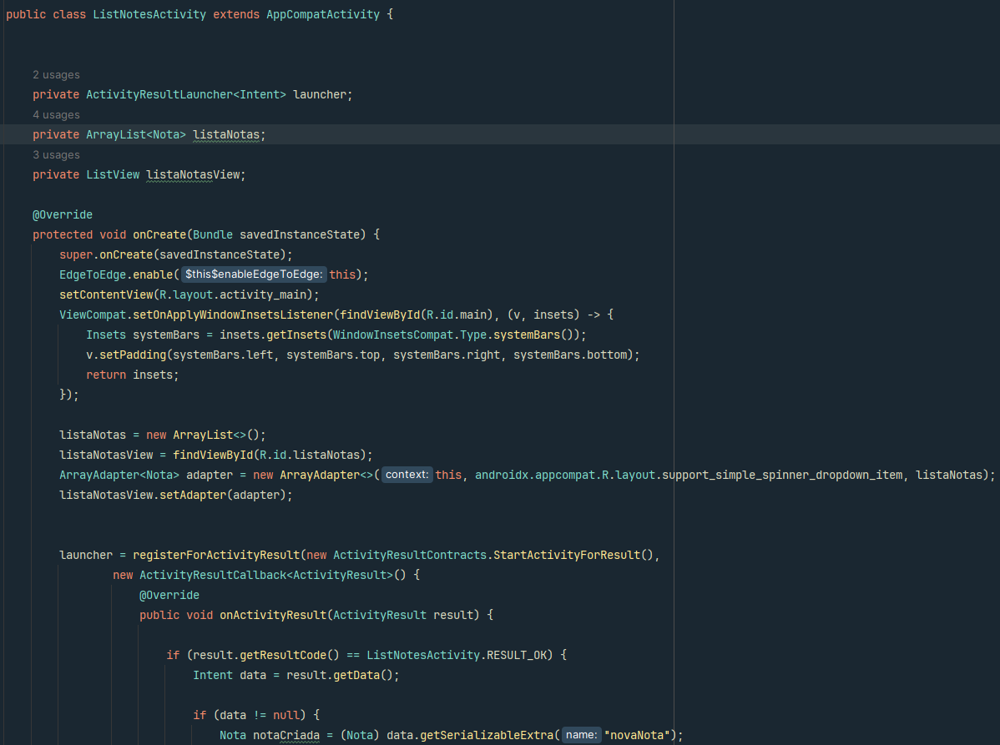 public class ListNotesActivity extends AppCompatActivity {
2 usages
private ActivityResultLauncher<Intent> launcher;
4 usages
private ArrayList<Nota> listaNotas;
3 usages
private ListView listaNotasView;
@Override
protected void onCreate(Bundle savedInstanceState) {
super.onCreate(savedInstanceState);
EdgeToEdge.enable( $this$enableEdgeToEdge: this);
setContentView(R.layout.activity_main);
ViewCompat.setOnApplyWindowInsetsListener(findViewById(R.id.main), (v, insets) -> {
Insets systemBars = insets.getInsets(WindowInsetsCompat.Type.systemBars());
v.setPadding(systemBars.left, systemBars.top, systemBars.right, systemBars.bottom);
return insets;
});
listaNotas = new ArrayList<>();
listaNotasView = findViewById(R.id.listaNotas);
ArrayAdapter<Nota> adapter = new ArrayAdapter<>( context: this, androidx.appcompat.R.layout.support_simple_spinner_dropdown_item, listaNotas);
listaNotasView.setAdapter(adapter);
launcher = registerForActivityResult(new ActivityResultContracts.StartActivityForResult(),
new ActivityResultCallback<ActivityResult>() {
@Override
public void onActivityResult(ActivityResult result) {
if (result.getResultCode() == ListNotesActivity.RESULT_OK) {
Intent data = result.getData();
if (data != null) {
Nota notaCriada = (Nota) data.getSerializableExtra( name: "novaNota");